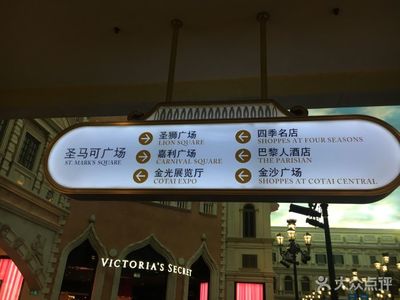 圣马可广场
ST. MARK'S SQUARE
圣狮广场
LION SQUARE
嘉利广场
CARNIVAL SQUARE
金光展览厅
COTAI EXPO
四季名店
SHOPPES AT FOUR SEASONS
巴黎人酒店
THE PARISIAN
金沙广场
SHOPPES AT COTAI CENTRAL
VICTORIA'S SECRET
大众点评